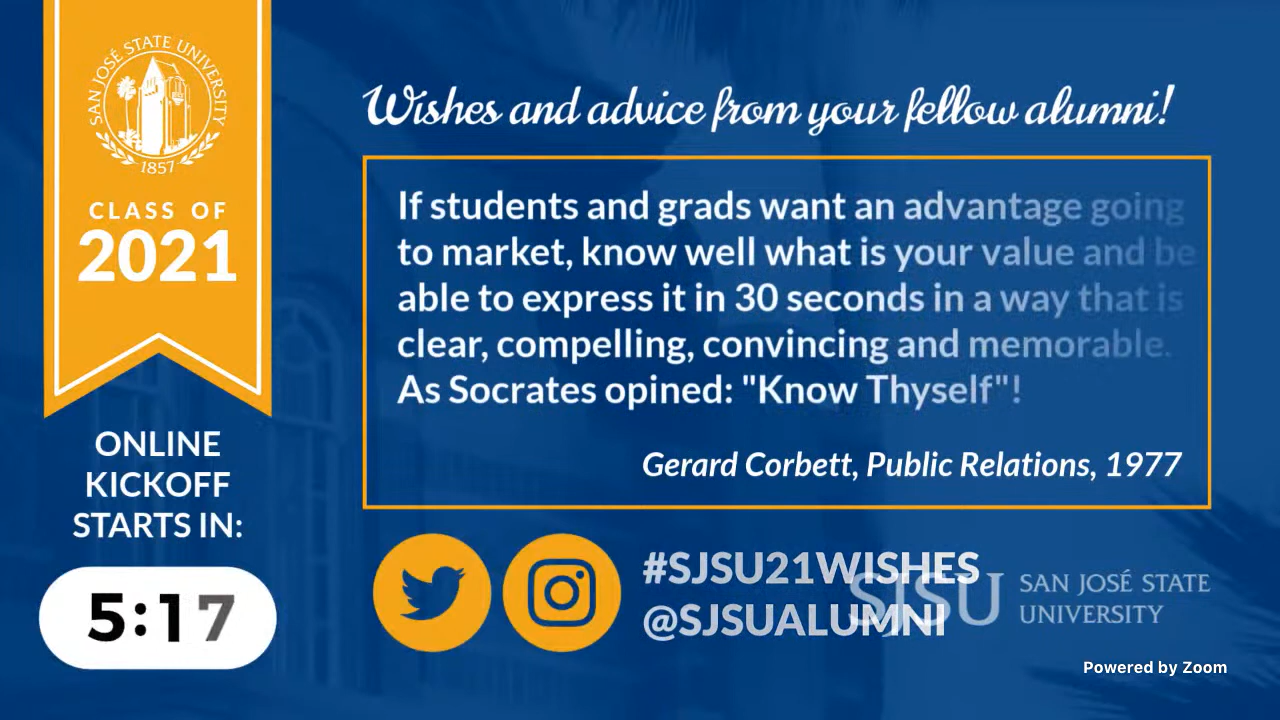 SAN JOSÉ STATE UNIVERSITY
1857
CLASS OF
2021
ONLINE
KICKOFF
STARTS IN:
5:17
Wishes and advice from your fellow alumni!
If students and grads want an advantage going
to market, know well what is your value and be
able to express it in 30 seconds in a way that is
clear, compelling, convincing and memorable.
As Socrates opined: "Know Thyself"!
Gerard Corbett, Public Relations, 1977
#SJSU21WISHES
@SJSUALUMNI
SJSU
SAN JOSÉ STATE
UNIVERSITY
Powered by Zoom